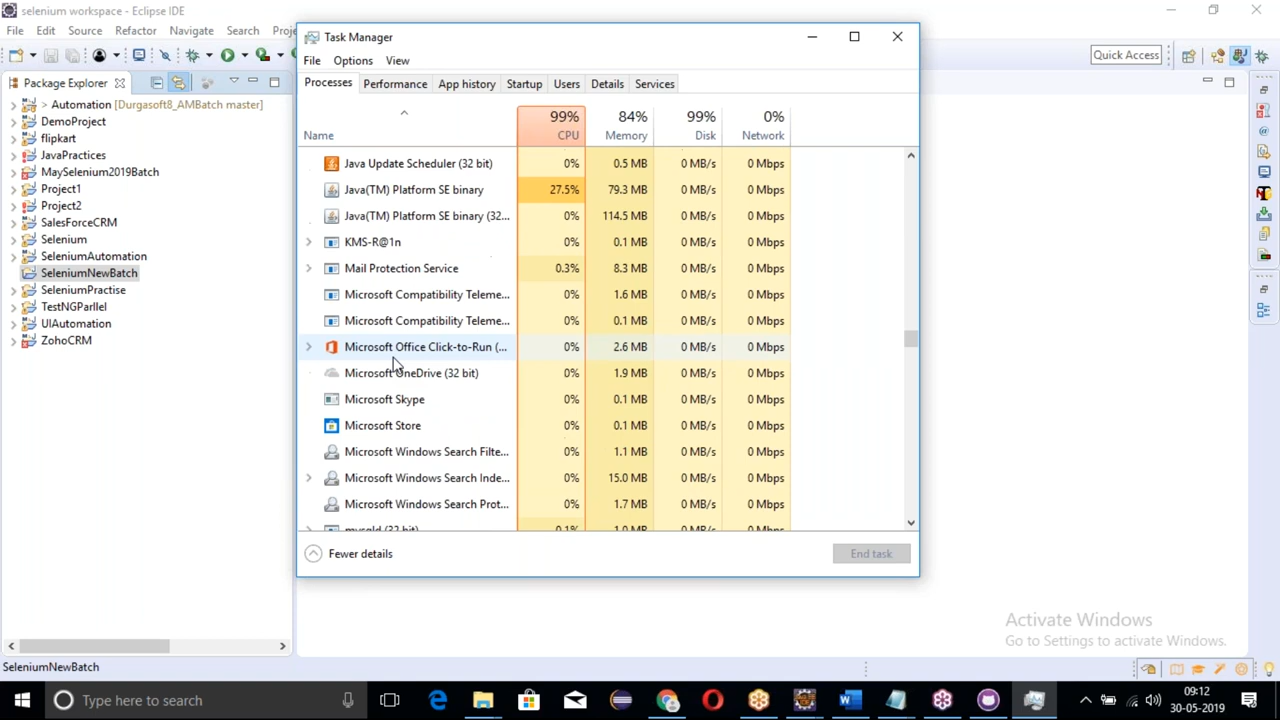 selenium workspace - Eclipse IDE
File Edit Source Refactor Navigate Search
Quick Access
Package Explorer
> Automation [Durgasoft8_AMBatch master]
DemoProject
flipkart
JavaPractices
MaySelenium2019Batch
Project1
Project2
SalesForceCRM
Selenium
SeleniumAutomation
SeleniumNewBatch
SeleniumPractise
TestNGParllel
UIAutomation
ZohoCRM
Task Manager
File Options View
Processes Performance App history Startup Users Details Services
99% 84% 99% 0%
Name CPU Memory Disk Network
Java Update Scheduler (32 bit) 0% 0.5 MB 0 MB/s 0 Mbps
Java(TM) Platform SE binary 27.5% 79.3 MB 0 MB/s 0 Mbps
Java(TM) Platform SE binary (32... 0% 114.5 MB 0 MB/s 0 Mbps
KMS-R@1n 0% 0.1 MB 0 MB/s 0 Mbps
Mail Protection Service 0.3% 8.3 MB 0 MB/s 0 Mbps
Microsoft Compatibility Teleme... 0% 1.6 MB 0 MB/s 0 Mbps
Microsoft Compatibility Teleme... 0% 0.1 MB 0 MB/s 0 Mbps
Microsoft Office Click-to-Run (... 0% 2.6 MB 0 MB/s 0 Mbps
Microsoft OneDrive (32 bit) 0% 1.9 MB 0 MB/s 0 Mbps
Microsoft Skype 0% 0.1 MB 0 MB/s 0 Mbps
Microsoft Store 0% 0.1 MB 0 MB/s 0 Mbps
Microsoft Windows Search Filte... 0% 1.1 MB 0 MB/s 0 Mbps
Microsoft Windows Search Inde... 0% 15.0 MB 0 MB/s 0 Mbps
Microsoft Windows Search Prot... 0% 1.7 MB 0 MB/s 0 Mbps
mysqld (32 bit) 0.1% 1.0 MB 0 MB/s 0 Mbps
Fewer details
End task
Activate Windows
Go to Settings to activate Windows.
SeleniumNewBatch
Type here to search
09:12
30-05-2019